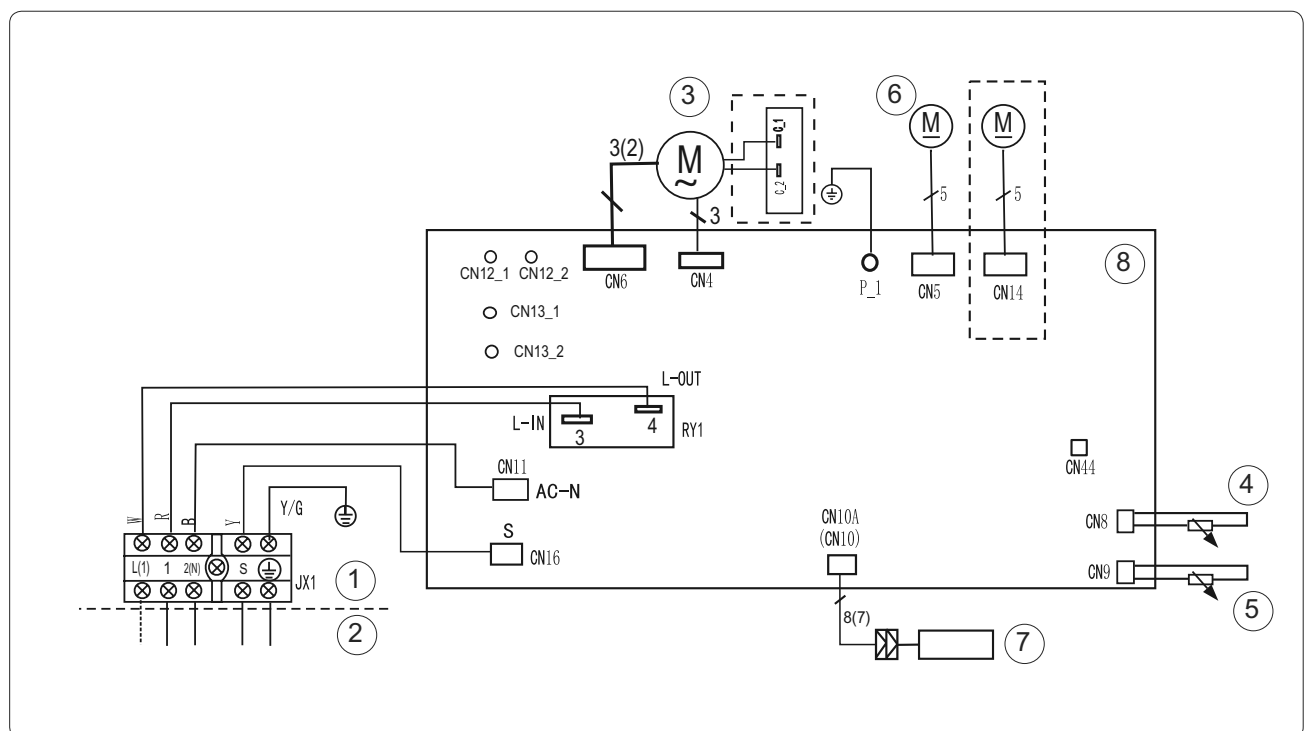 3
6
C_1
C_2
M
~
M
M
3(2)
3
5
5
8
CN12_1 CN12_2
CN6
CN4
P_1
CN5
CN14
CN13_1
CN13_2
L-OUT
L-IN
3
4
RY1
CN44
CN11
AC-N
4
W
R
B
Y
Y/G
CN8
CN10A
(CN10)
S
CN16
L(1) 1 2(N) S
JX1
1
CN9
5
2
8(7)
7